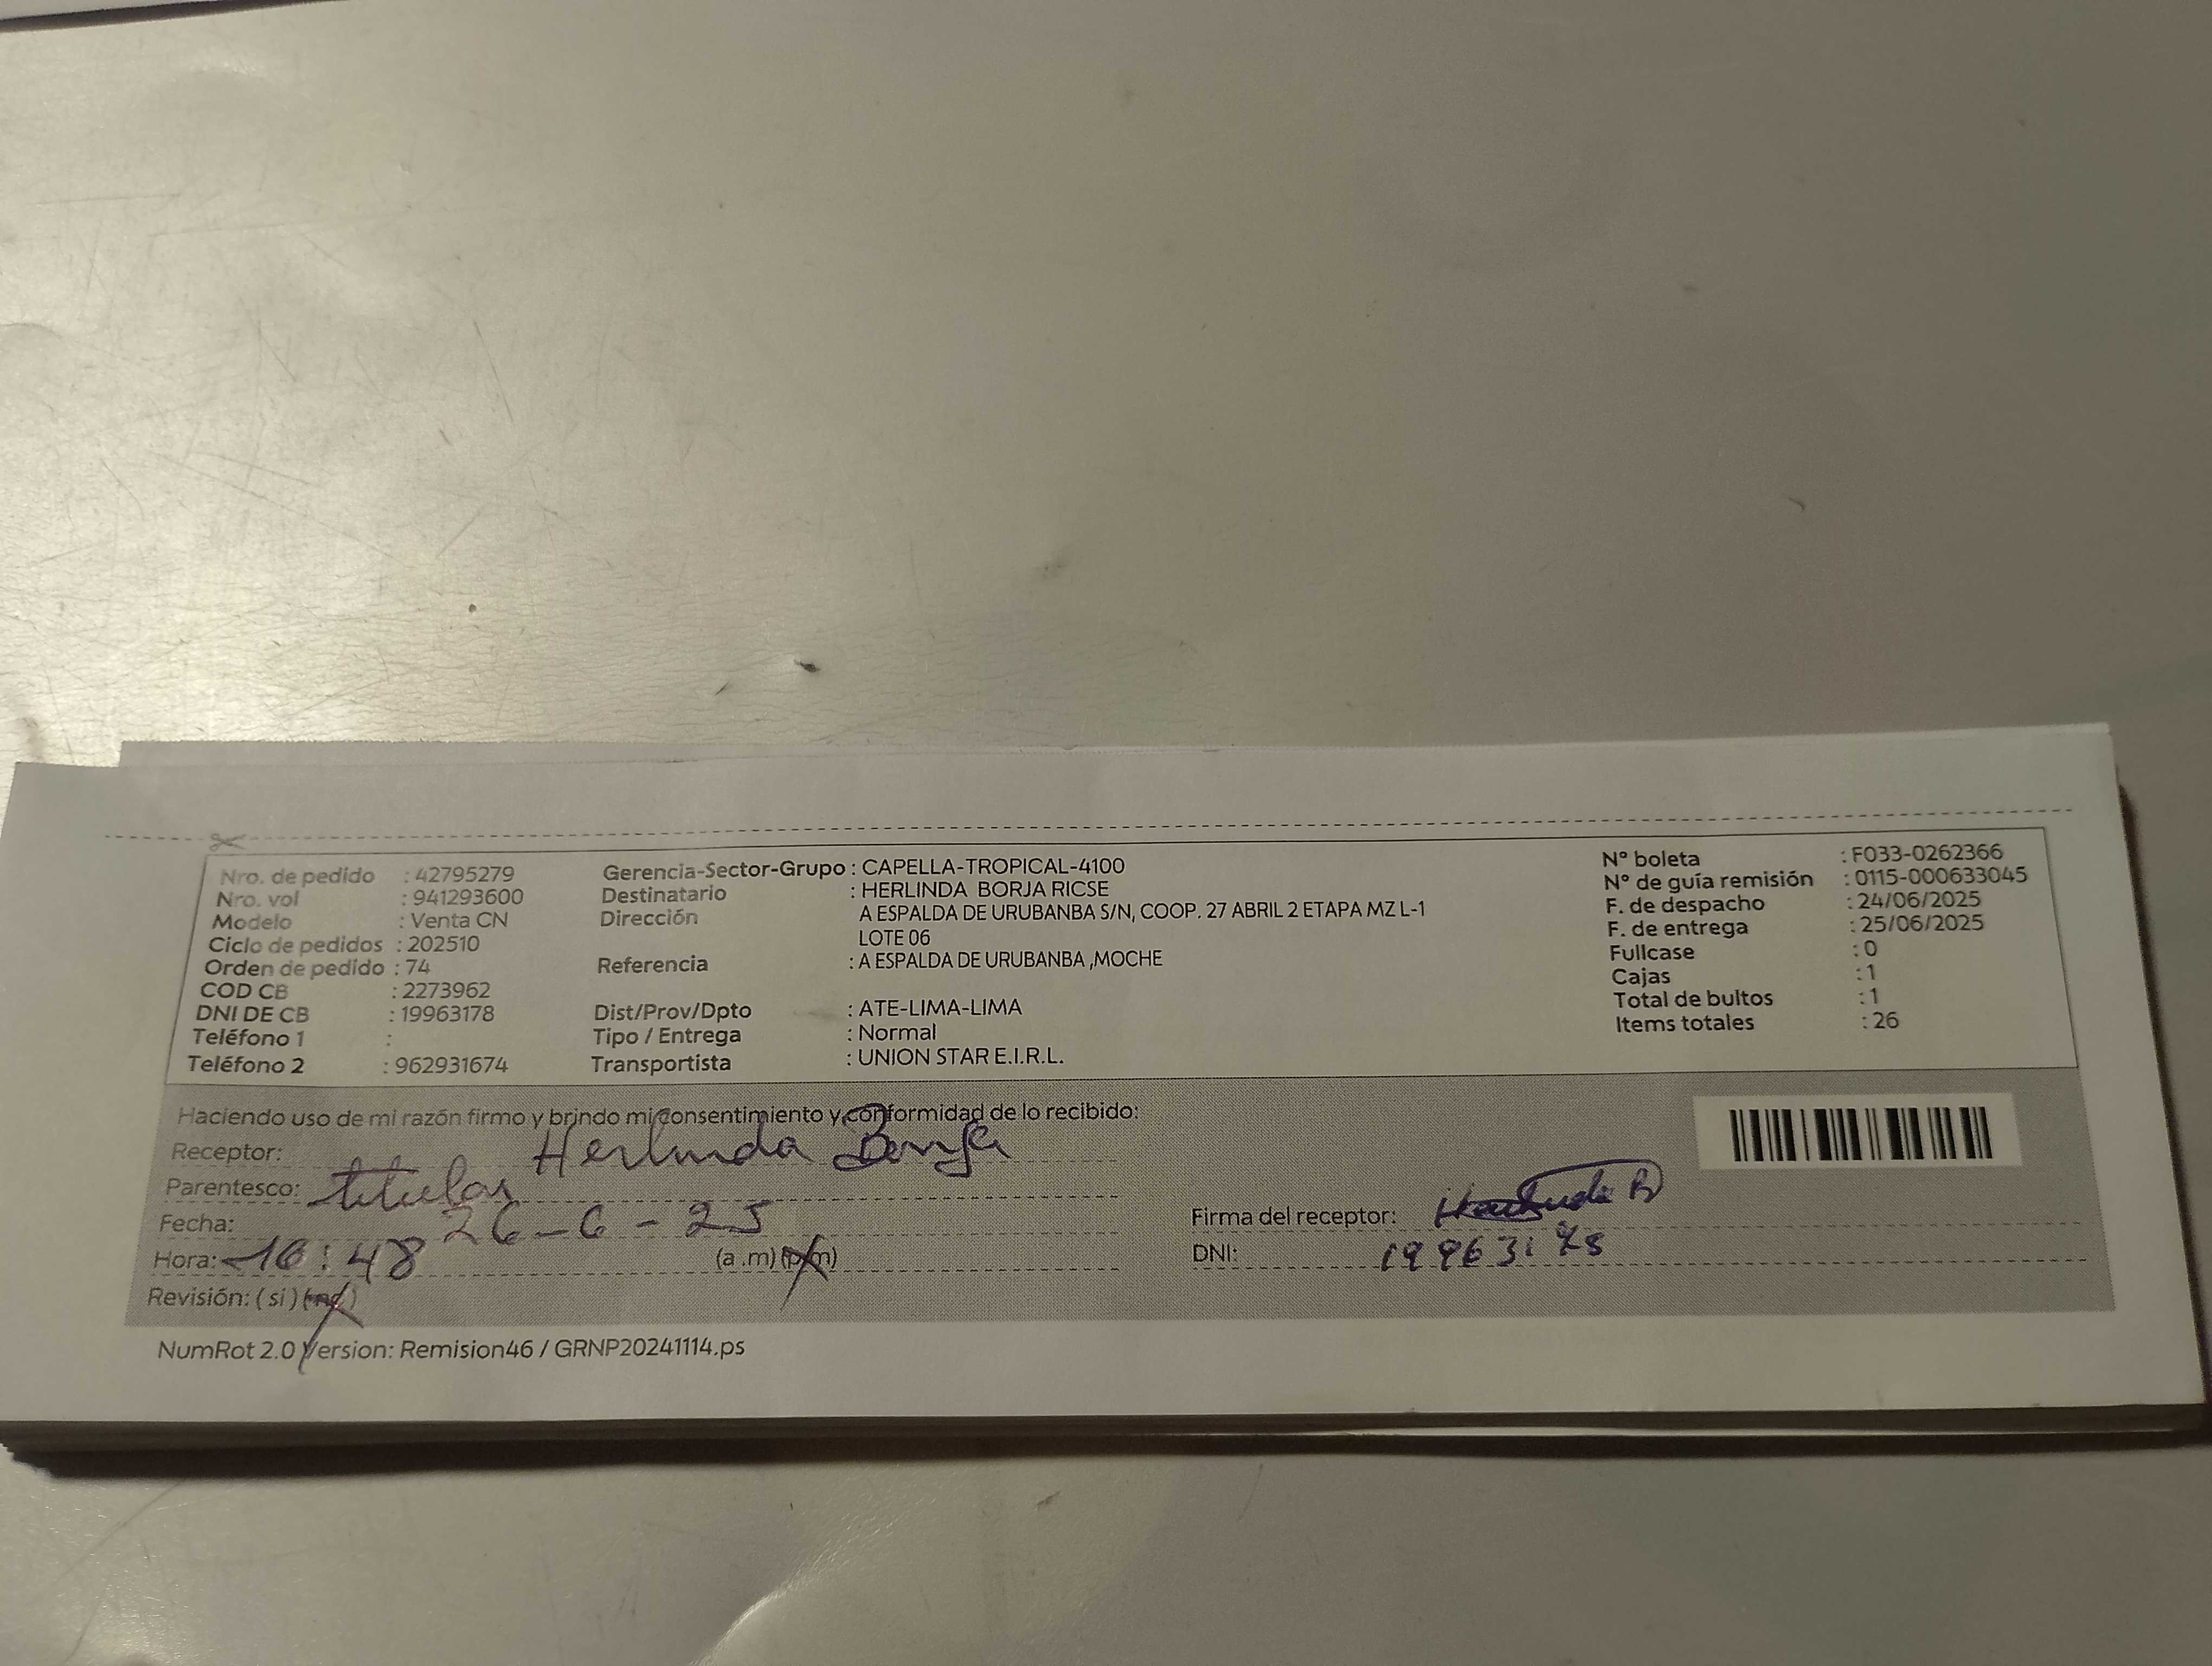 Nro. de pedido : 42795279
Nro. vol : 941293600
Modelo : Venta CN
Ciclo de pedidos : 202510
Orden de pedido : 74
COD CB : 2273962
DNI DE CB : 19963178
Teléfono 1 :
Teléfono 2 : 962931674
Gerencia-Sector-Grupo : CAPELLA-TROPICAL-4100
Destinatario : HERLINDA BORJA RICSE
Dirección A ESPALDA DE URUBANBA S/N, COOP. 27 ABRIL 2 ETAPA MZ L-1
LOTE 06
Referencia : A ESPALDA DE URUBANBA ,MOCHE
Dist/Prov/Dpto : ATE-LIMA-LIMA
Tipo / Entrega : Normal
Transportista : UNION STAR E.I.R.L.
N° boleta : F033-0262366
N° de guía remisión : 0115-000633045
F. de despacho : 24/06/2025
F. de entrega : 25/06/2025
Fullcase : 0
Cajas : 1
Total de bultos : 1
Items totales : 26
Haciendo uso de mi razón firmo y brindo mi consentimiento y conformidad de lo recibido:
Receptor: Herlinda Borja
Parentesco: titular
Fecha: 26-6-25
Hora: 16:48 (a.m) (p.m)
Revisión: (si) (no)
Firma del receptor:
DNI: 19963178
NumRot 2.0 Version: Remision46 / GRNP20241114.ps